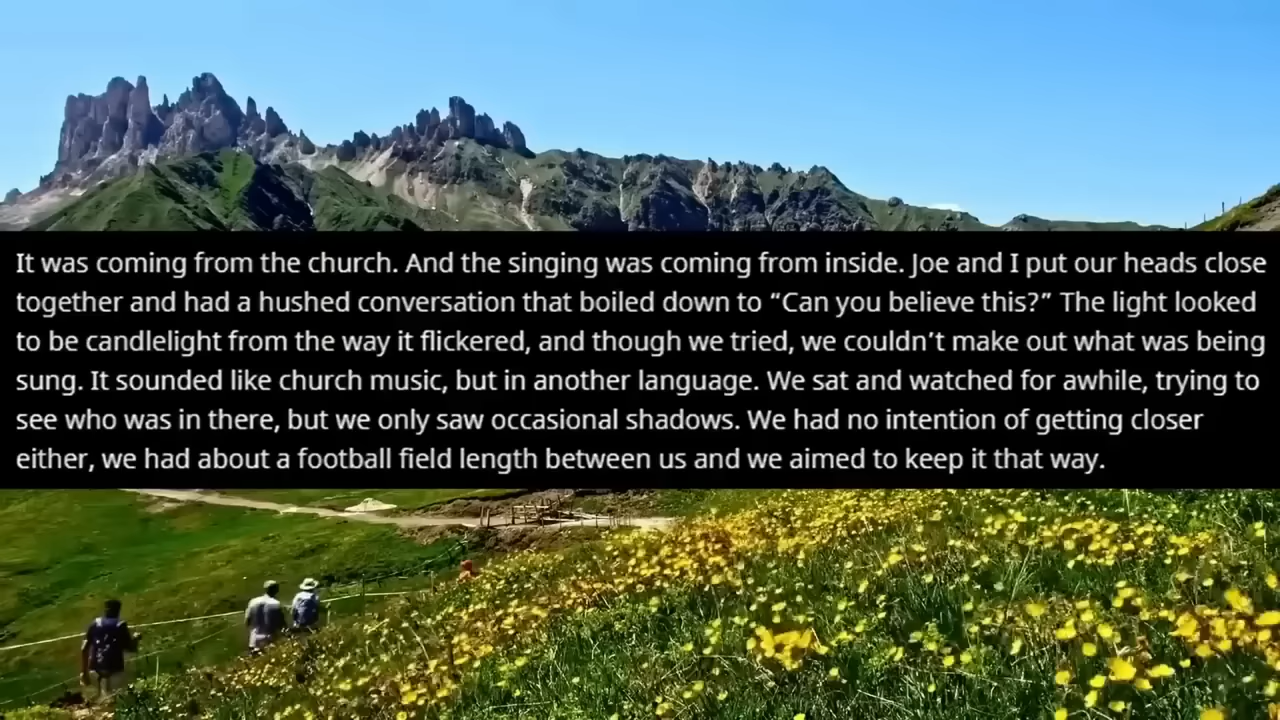 It was coming from the church. And the singing was coming from inside. Joe and I put our heads close
together and had a hushed conversation that boiled down to “Can you believe this?” The light looked
to be candlelight from the way it flickered, and though we tried, we couldn’t make out what was being
sung. It sounded like church music, but in another language. We sat and watched for awhile, trying to
see who was in there, but we only saw occasional shadows. We had no intention of getting closer
either, we had about a football field length between us and we aimed to keep it that way.